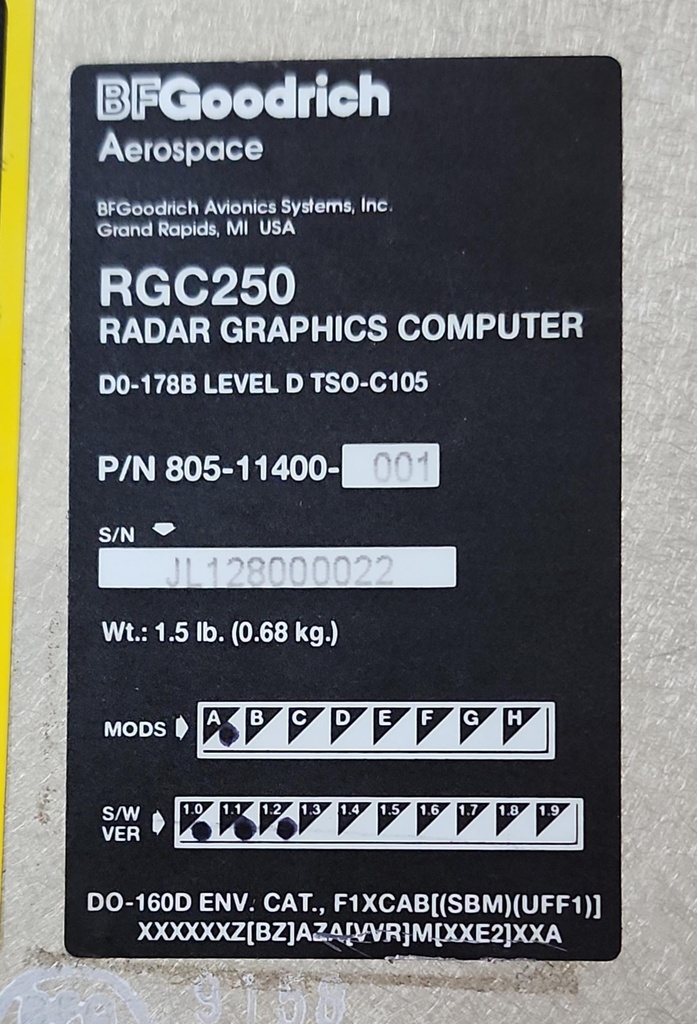 BFGoodrich
Aerospace
BFGoodrich Avionics Systems, Inc.
Grand Rapids, MI USA
RGC250
RADAR GRAPHICS COMPUTER
D0-178B LEVEL D TSO-C105
P/N 805-11400- 001
S/N
JL128000022
Wt.: 1.5 lb. (0.68 kg.)
MODS A B C D E F G H
S/W VER 1.0 1.1 1.2 1.3 1.4 1.5 1.6 1.7 1.8 1.9
DO-160D ENV. CAT., F1XCAB[(SBM)(UFF1)]
XXXXXXZ[BZ]AZA[VVR]M[XXE2]XXA